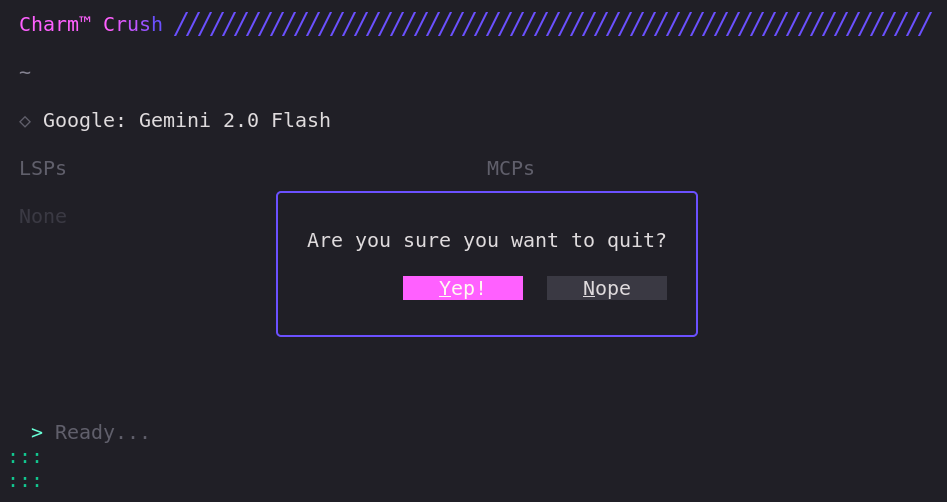 Charm™ Crush //////////////////////////////////////////////////////////////
~
◇ Google: Gemini 2.0 Flash
LSPs MCPs
None
Are you sure you want to quit?
Yep! Nope
> Ready...
:::
:::